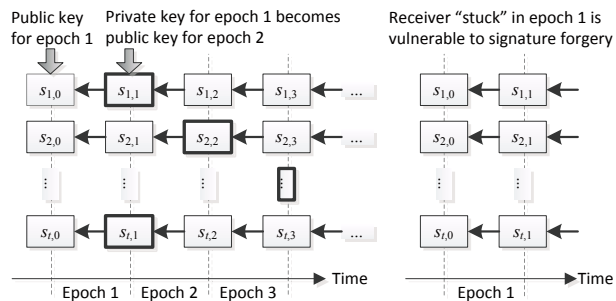 Public key
for epoch 1
Private key for epoch 1 becomes
public key for epoch 2
Receiver “stuck” in epoch 1 is
vulnerable to signature forgery
s1,0 s1,1 s1,2 s1,3 ... s1,0 s1,1
s2,0 s2,1 s2,2 s2,3 ... s2,0 s2,1
... ... ... ... ... ...
st,0 st,1 st,2 st,3 ... st,0 st,1
Time Time
Epoch 1 Epoch 2 Epoch 3 Epoch 1